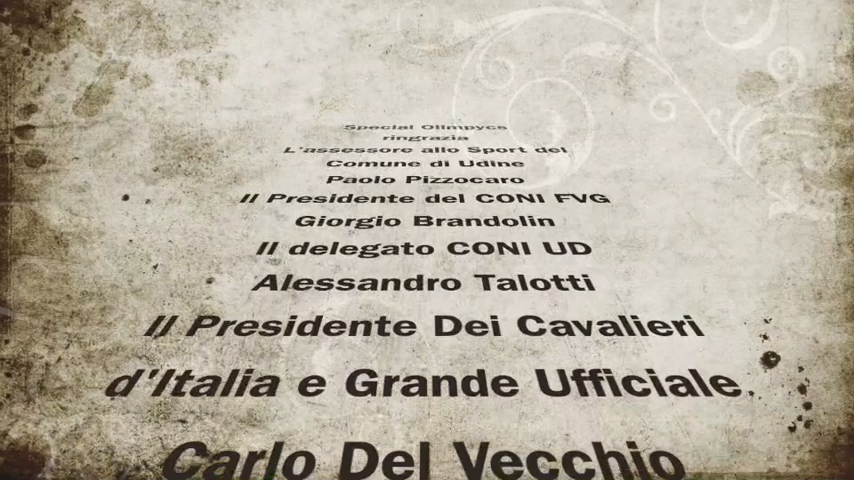 Special Olimpycs
ringrazia
L'assessore allo Sport del
Comune di Udine
Paolo Pizzocaro
Il Presidente del CONI FVG
Giorgio Brandolin
Il delegato CONI UD
Alessandro Talotti
Il Presidente Dei Cavalieri
d'Italia e Grande Ufficiale
Carlo Del Vecchio